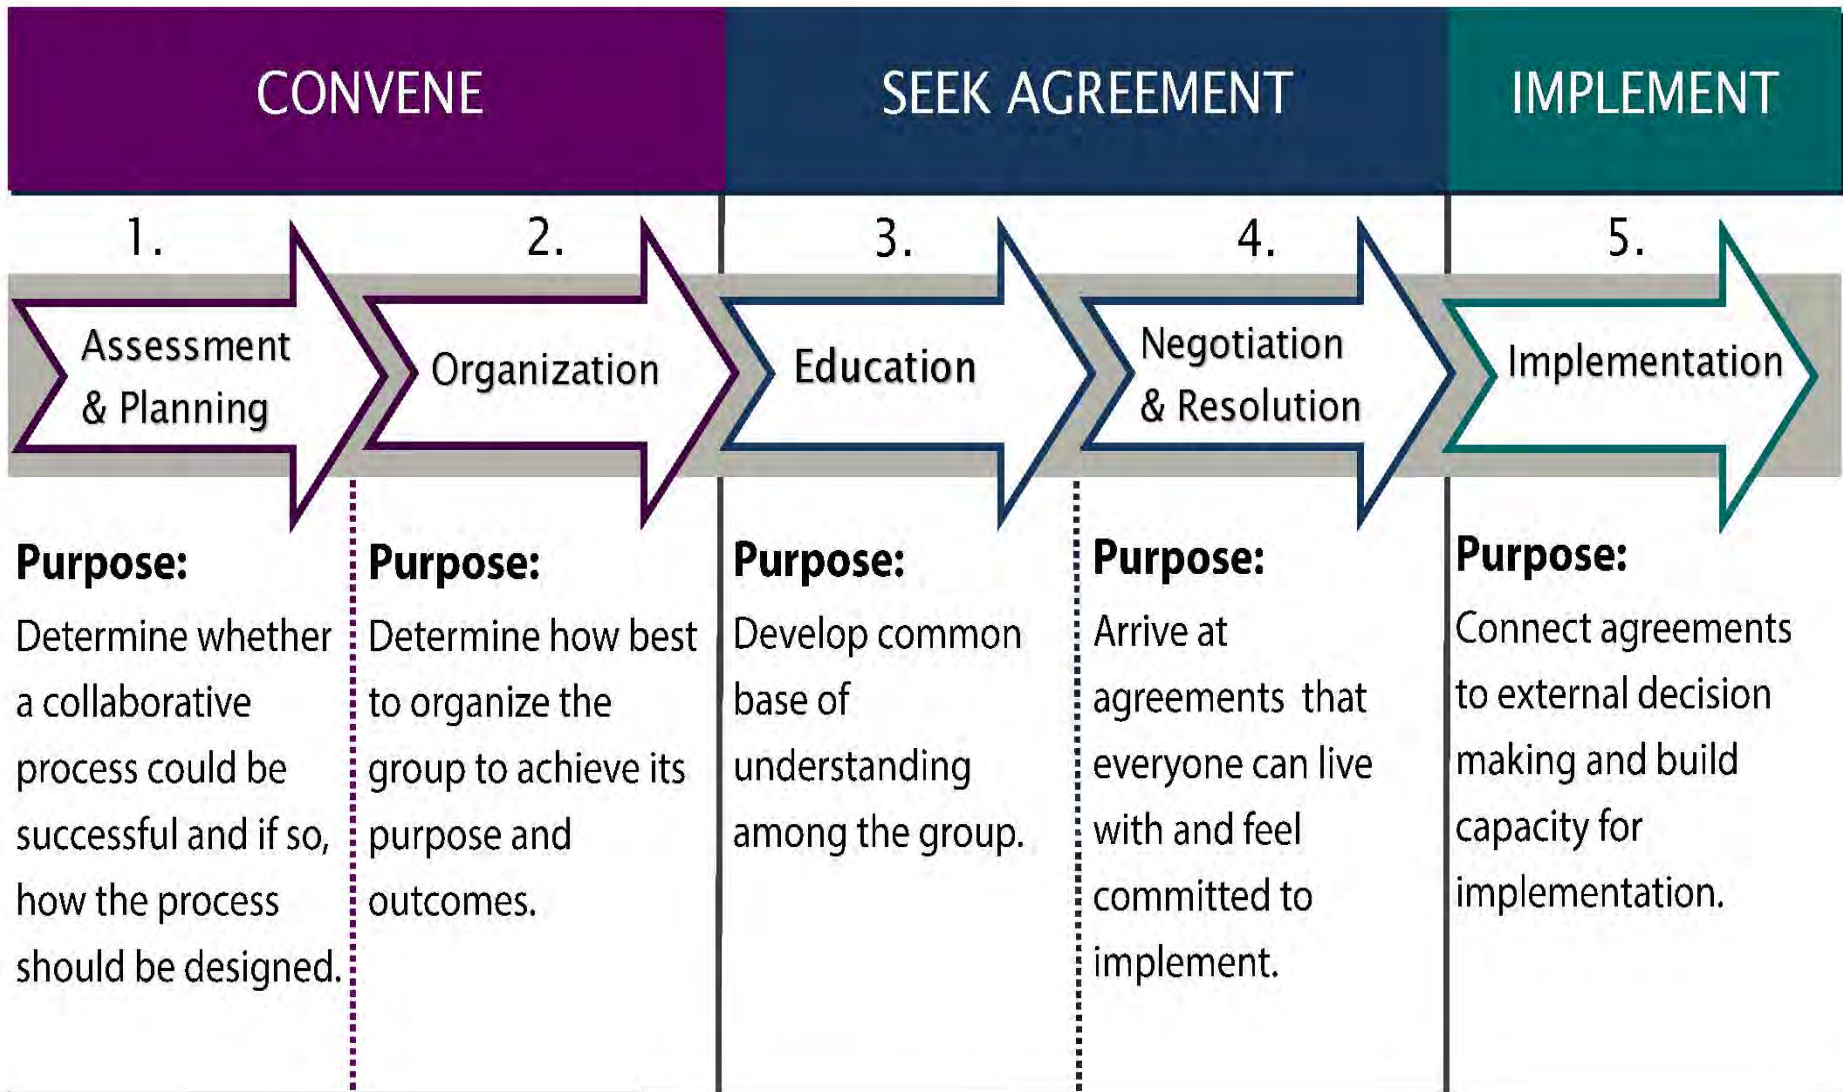 CONVENE
SEEK AGREEMENT
IMPLEMENT
1.
Assessment
& Planning
Purpose:
Determine whether
a collaborative
process could be
successful and if so,
how the process
should be designed.
2.
Organization
Purpose:
Determine how best
to organize the
group to achieve its
purpose and
outcomes.
3.
Education
Purpose:
Develop common
base of
understanding
among the group.
4.
Negotiation
& Resolution
Purpose:
Arrive at
agreements that
everyone can live
with and feel
committed to
implement.
5.
Implementation
Purpose:
Connect agreements
to external decision
making and build
capacity for
implementation.